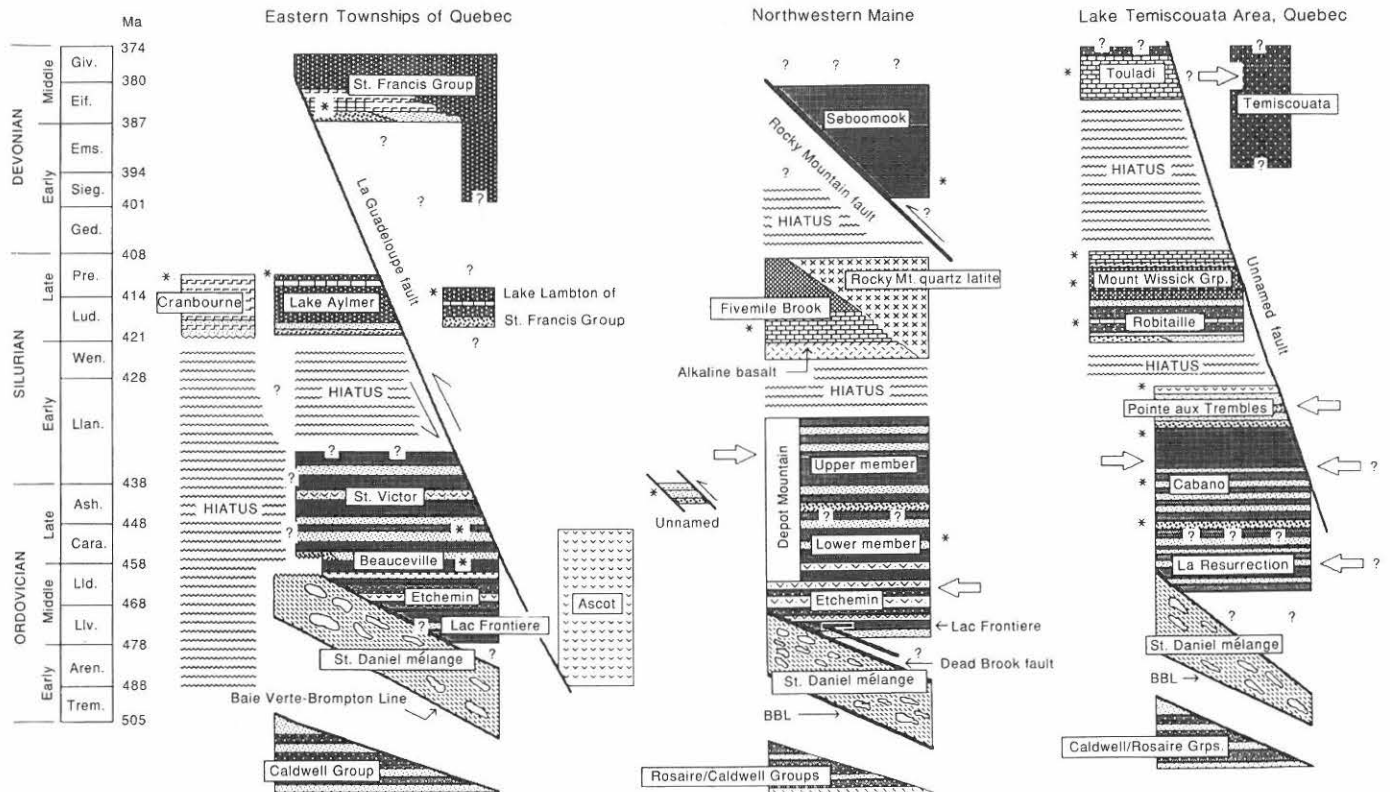 Eastern Townships of Quebec
Northwestern Maine
Lake Temiscouata Area, Quebec
Ma
374
380
387
394
401
408
414
421
428
438
448
458
468
478
488
505
DEVONIAN
Middle
Early
Giv.
Eif.
Ems.
Sieg.
Ged.
SILURIAN
Late
Early
Pre.
Lud.
Wen.
Llan.
ORDOVICIAN
Late
Middle
Early
Ash.
Cara.
Lld.
Llv.
Aren.
Trem.
St. Francis Group
*
?
?
?
La Guadeloupe fault
?
?
*
Cranbourne
*
Lake Aylmer
*
Lake Lambton of
St. Francis Group
?
HIATUS
?
? ?
?
St. Victor
HIATUS
?
*
Beauceville
*
Etchemin
?
Lac Frontiere
?
St. Daniel mélange
Baie Verte-Brompton Line
Caldwell Group
Ascot
*
Unnamed
? ? ?
Seboomook
Rocky Mountain fault
?
?
*
?
HIATUS
Rocky Mt. quartz latite
Fivemile Brook
*
Alkaline basalt
HIATUS
Depot Mountain
Upper member
? ?
Lower member
*
Etchemin
Lac Frontiere
?
Dead Brook fault
St. Daniel mélange
BBL
Rosaire/Caldwell Groups
? ?
*
Touladi
?
?
Temiscouata
?
HIATUS
Unnamed fault
*
*
Mount Wissick Grp.
*
Robitaille
HIATUS
*
Pointe aux Trembles
*
?
*
Cabano
*
? ? ?
La Resurrection
?
? ?
St. Daniel mélange
BBL
Caldwell/Rosaire Grps.